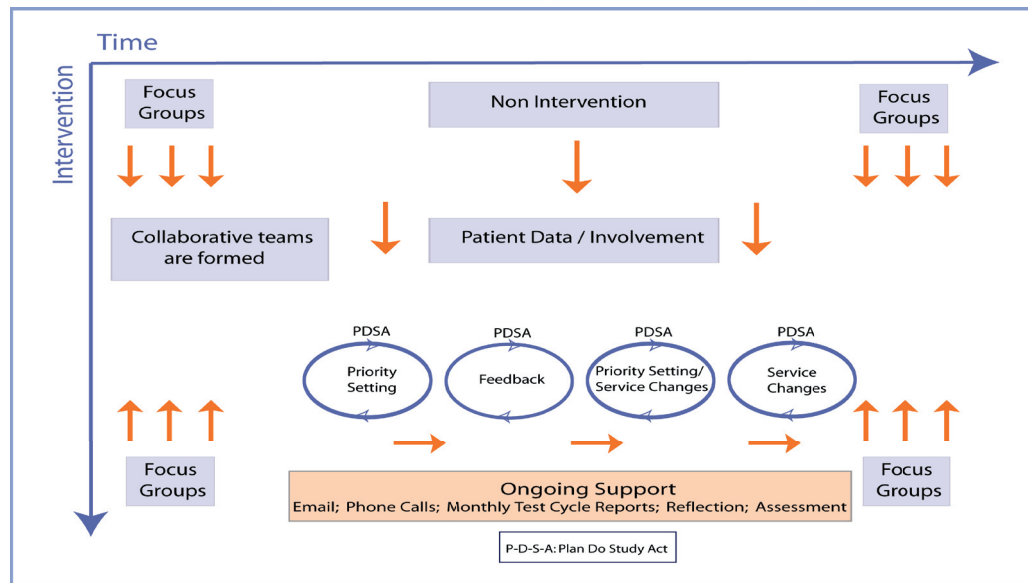 Time
Intervention
Focus
Groups
Non Intervention
Focus
Groups
Collaborative teams
are formed
Patient Data / Involvement
PDSA
PDSA
PDSA
PDSA
Priority
Setting
Feedback
Priority Setting/
Service Changes
Service
Changes
Focus
Groups
Ongoing Support
Email; Phone Calls; Monthly Test Cycle Reports; Reflection; Assessment
Focus
Groups
P-D-S-A: Plan Do Study Act